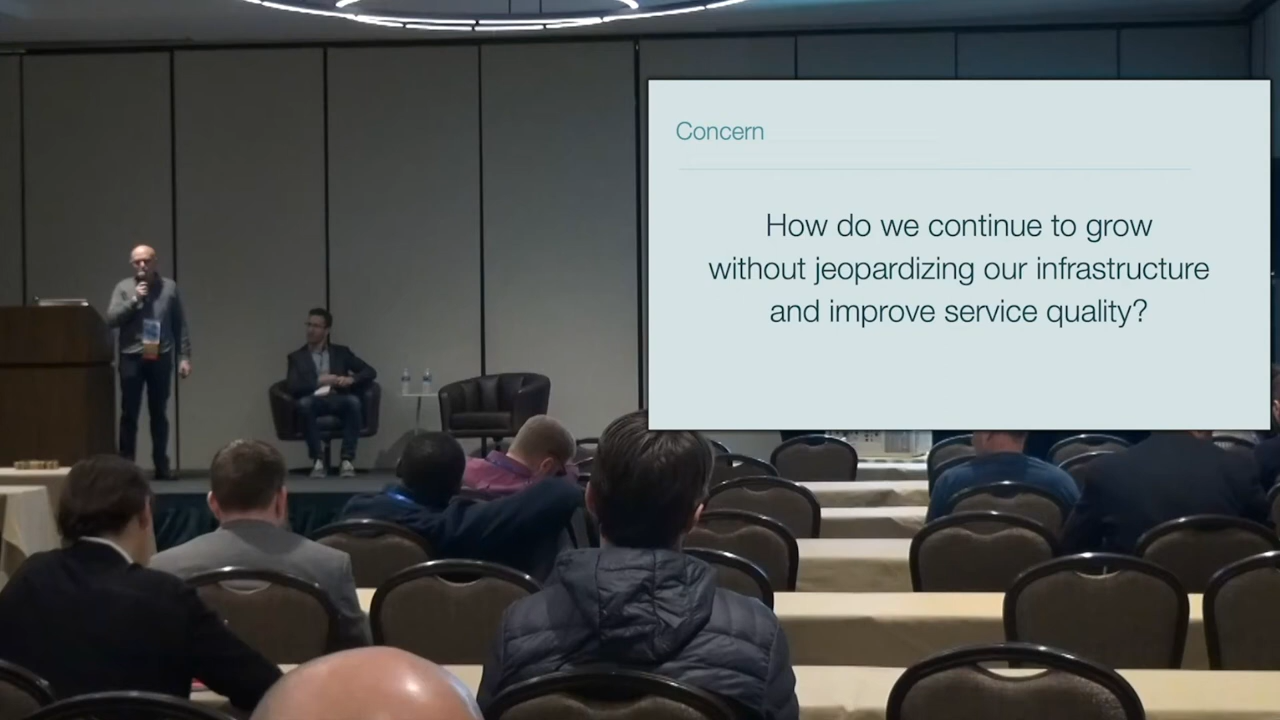 Concern
How do we continue to grow
without jeopardizing our infrastructure
and improve service quality?